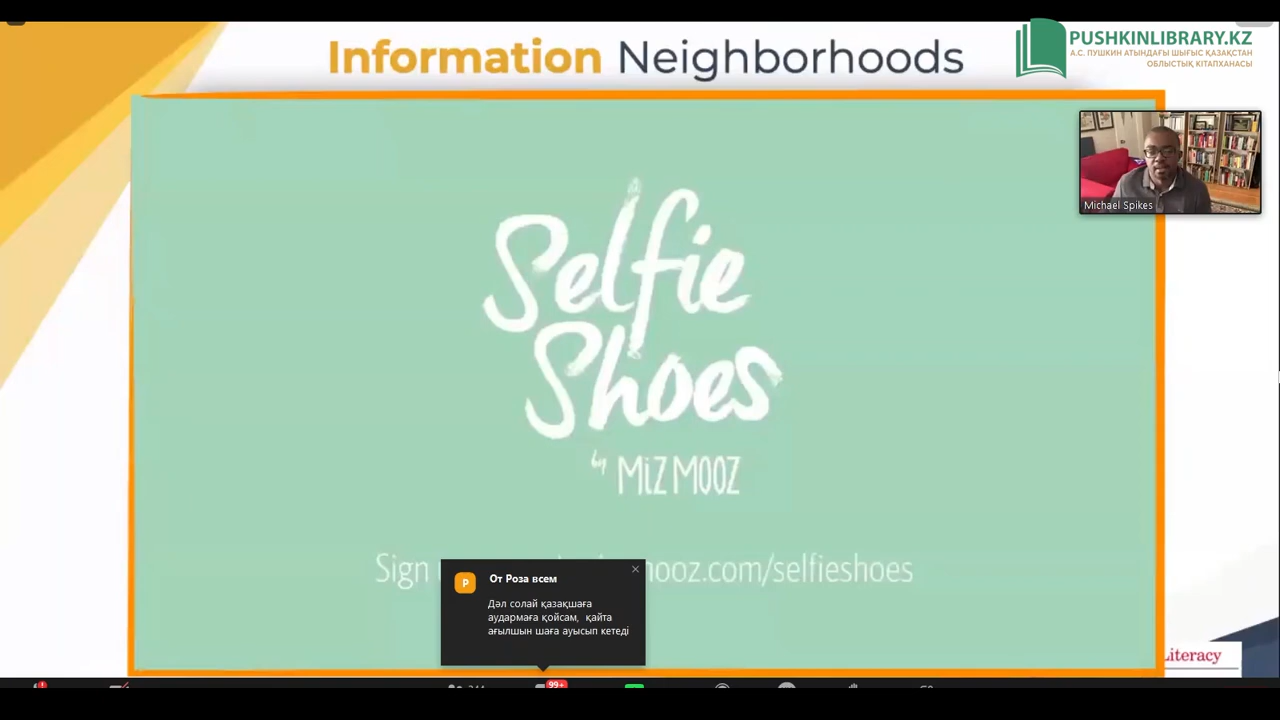 Information Neighborhoods
PUSHKINLIBRARY.KZ
А.С. ПУШКИН АТЫНДАҒЫ ШЫҒЫС ҚАЗАҚСТАН
ОБЛЫСТЫҚ КІТАПХАНАСЫ
Michael Spikes
Selfie
Shoes
by MIZ MOOZ
Sign mooz.com/selfieshoes
P
От Роза всем
Дәл солай қазақшаға
аудармаға қойсам, қайта
ағылшын шаға ауысып кетеді
Literacy
99+